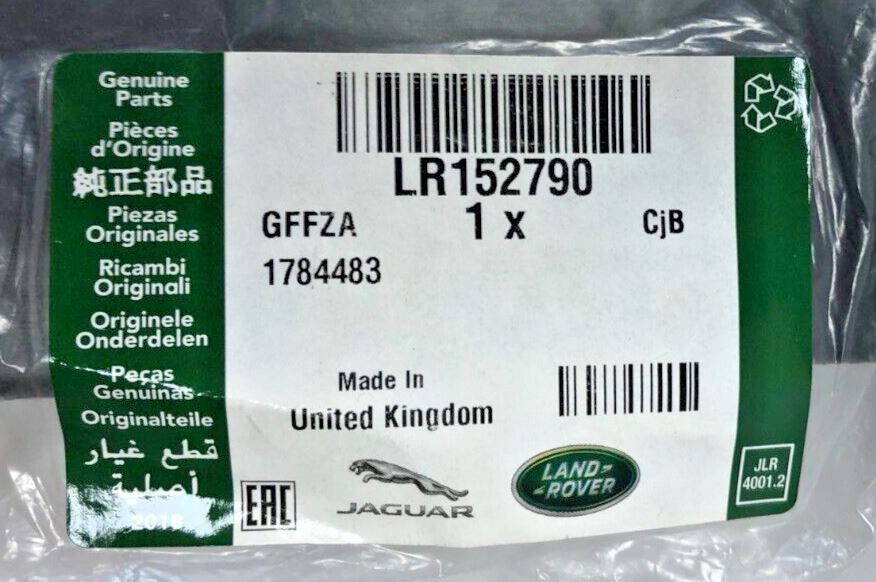 Genuine
Parts
Pièces
d'Origine
純正部品
Piezas
Originales
Ricambi
Originali
Originele
Onderdelen
Peças
Genuínas
Originalteile
قطع غيار
أصلية
2018
LR152790
GFFZA 1 x CjB
1784483
Made In
United Kingdom
EAC
JAGUAR
LAND-
-ROVER
JLR
4001.2